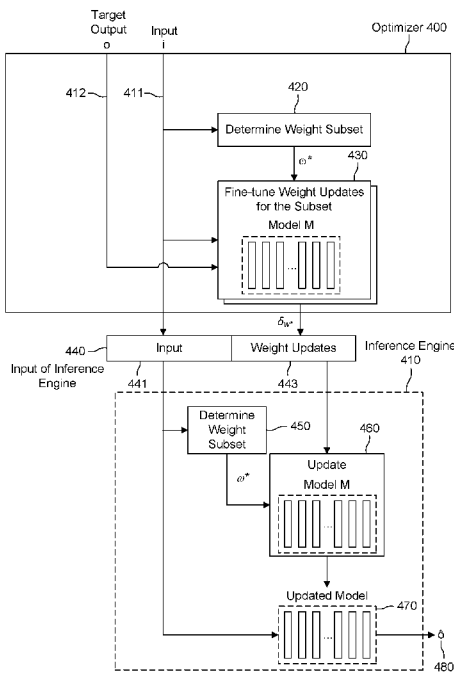 Target
Output
o
Input
i
Optimizer 400
412
411
420
Determine Weight Subset
ω*
430
Fine-tune Weight Updates
for the Subset
Model M
...
δw*
440
Input
Weight Updates
Inference Engine
410
Input of Inference
Engine
441
443
Determine
Weight
Subset
450
460
Update
Model M
ω*
...
Updated Model
470
...
ô
480